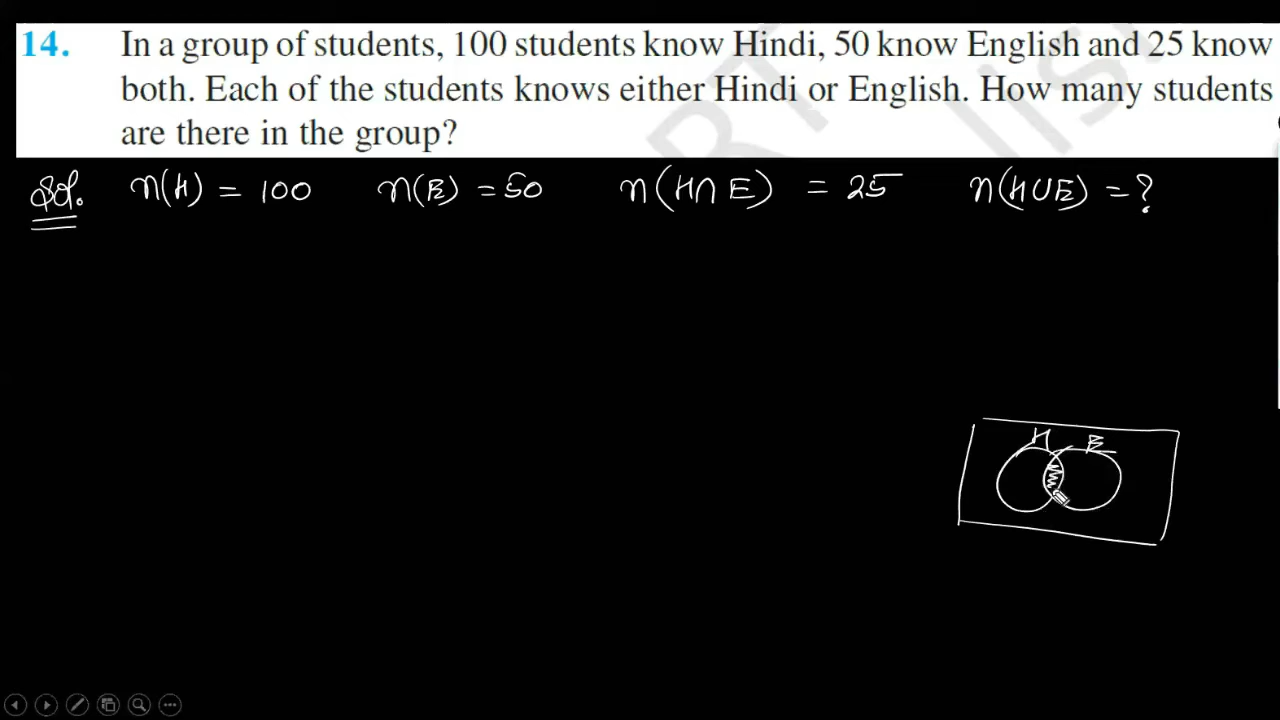 14. In a group of students, 100 students know Hindi, 50 know English and 25 know
both. Each of the students knows either Hindi or English. How many students
are there in the group?
Sol. n(H) = 100 n(E) = 50 n(H∩E) = 25 n(H∪E) = ?
H E